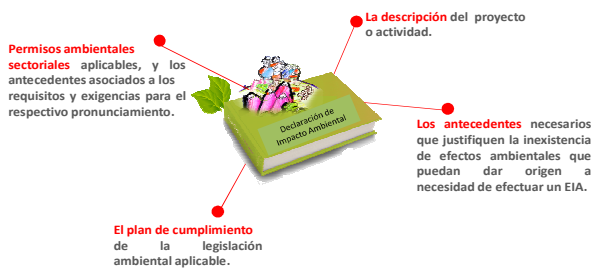 La descripción del proyecto
o actividad.
Permisos ambientales
sectoriales aplicables, y los
antecedentes asociados a los
requisitos y exigencias para el
respectivo pronunciamiento.
Declaración de
Impacto Ambiental
Los antecedentes necesarios
que justifiquen la inexistencia
de efectos ambientales que
puedan dar origen a
necesidad de efectuar un EIA.
El plan de cumplimiento
de la legislación
ambiental aplicable.